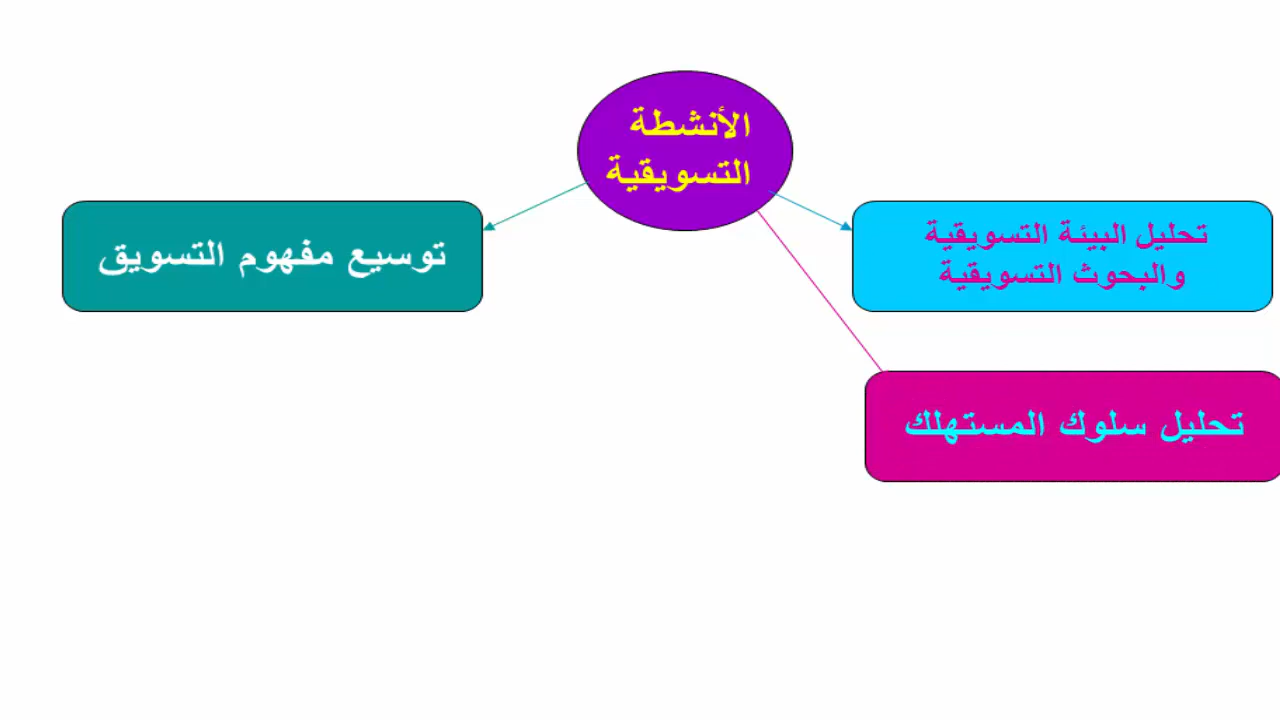 الأنشطة
التسويقية
تحليل البيئة التسويقية
والبحوث التسويقية
توسيع مفهوم التسويق
تحليل سلوك المستهلك